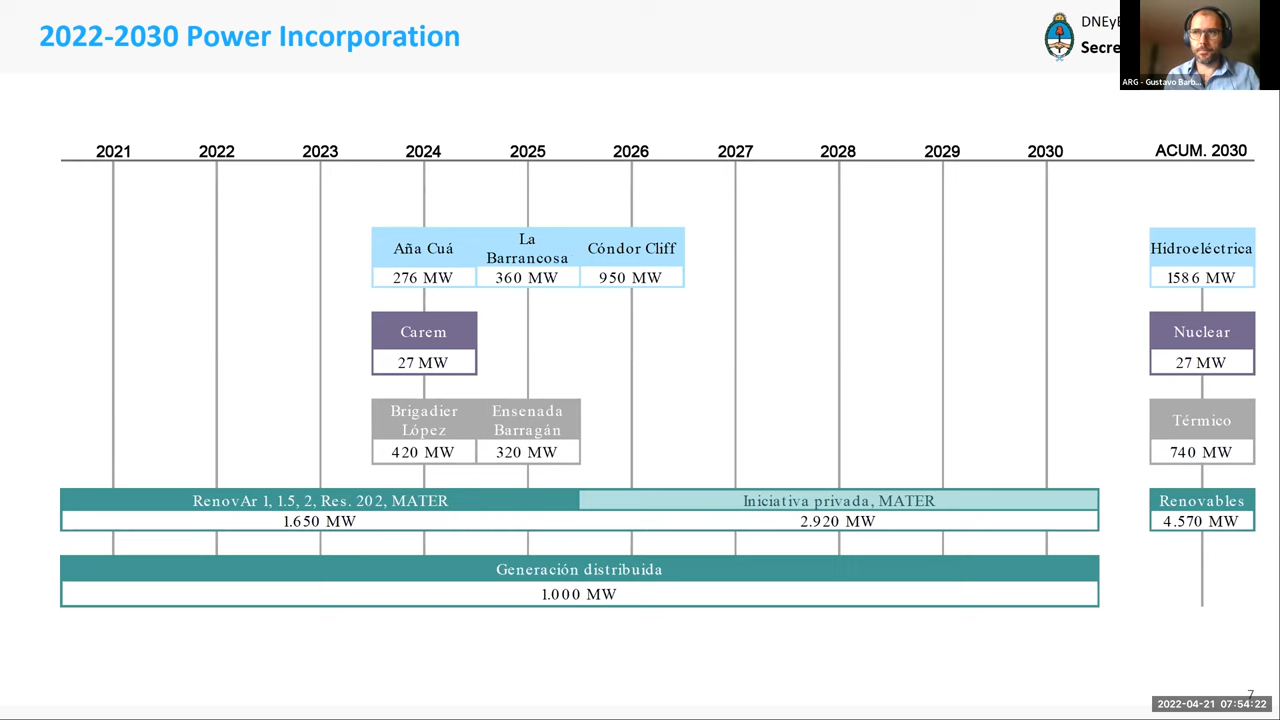 2022-2030 Power Incorporation
DNEyE
Secre
ARG - Gustavo Barb...
2021 2022 2023 2024 2025 2026 2027 2028 2029 2030 ACUM. 2030
Aña Cuá
La
Barrancosa
Cóndor Cliff
Hidroeléctrica
276 MW 360 MW 950 MW 1586 MW
Carem
Nuclear
27 MW 27 MW
Brigadier
López
Ensenada
Barragán
Térmico
420 MW 320 MW 740 MW
RenovAr 1, 1.5, 2, Res. 202, MATER Iniciativa privada, MATER Renovables
1.650 MW 2.920 MW 4.570 MW
Generación distribuida
1.000 MW
7
2022-04-21 07:54:22